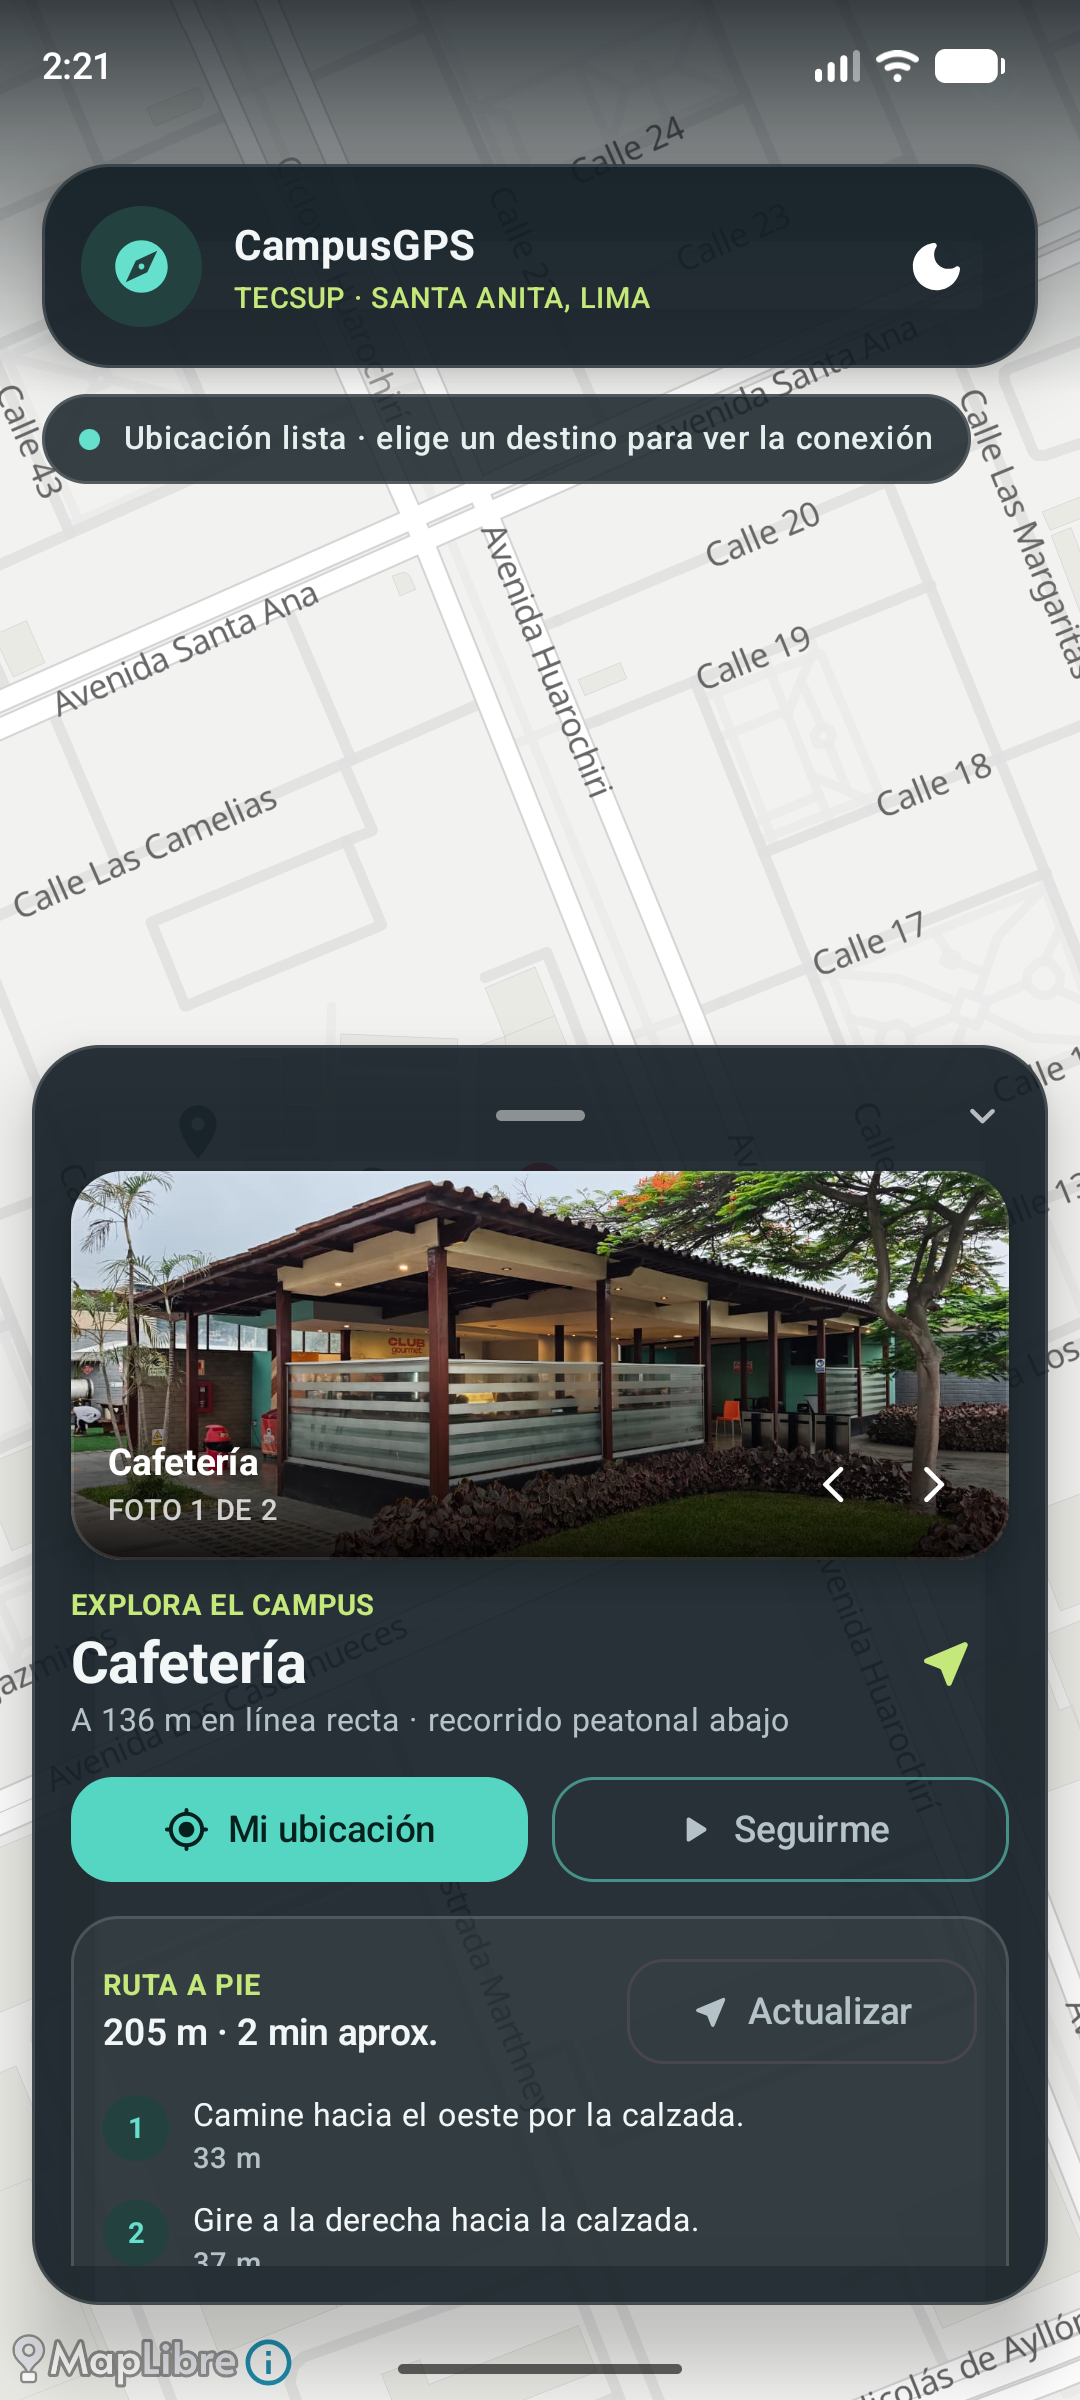 2:21
Calle 24
CampusGPS
Calle 23
TECSUP · SANTA ANITA, LIMA
Avenida Santa Ana
Calle 43
Ubicación lista · elige un destino para ver la conexión
Calle Las Margaritas
Calle 20
Avenida Huarochiri
Avenida Santa Ana
Calle 19
Calle 18
Calle Las Camelias
Calle 17
Calle
CLUB
gourmet
Cafetería
FOTO 1 DE 2
EXPLORA EL CAMPUS
Cafetería
A 136 m en línea recta · recorrido peatonal abajo
Mi ubicación
Seguirme
RUTA A PIE
205 m · 2 min aprox.
Actualizar
1
Camine hacia el oeste por la calzada.
33 m
2
Gire a la derecha hacia la calzada.
37 m
MapLibre